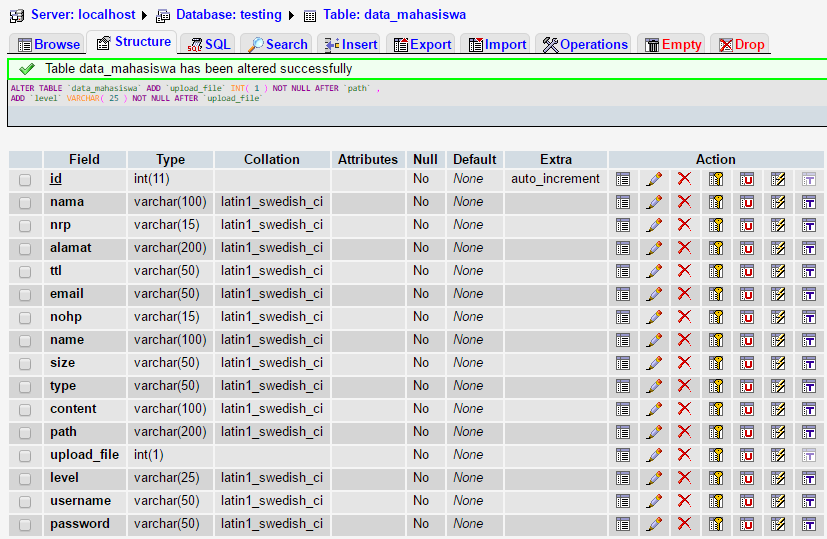 Server: localhost Database: testing Table: data_mahasiswa
Browse Structure SQL Search Insert Export Import Operations Empty Drop
Table data_mahasiswa has been altered successfully
ALTER TABLE `data_mahasiswa` ADD `upload_file` INT( 1 ) NOT NULL AFTER `path` ,
ADD `level` VARCHAR( 25 ) NOT NULL AFTER `upload_file`
Field Type Collation Attributes Null Default Extra Action
id int(11) No None auto_increment
nama varchar(100) latin1_swedish_ci No None
nrp varchar(15) latin1_swedish_ci No None
alamat varchar(200) latin1_swedish_ci No None
ttl varchar(50) latin1_swedish_ci No None
email varchar(50) latin1_swedish_ci No None
nohp varchar(15) latin1_swedish_ci No None
name varchar(100) latin1_swedish_ci No None
size varchar(50) latin1_swedish_ci No None
type varchar(50) latin1_swedish_ci No None
content varchar(100) latin1_swedish_ci No None
path varchar(200) latin1_swedish_ci No None
upload_file int(1) No None
level varchar(25) latin1_swedish_ci No None
username varchar(50) latin1_swedish_ci No None
password varchar(50) latin1_swedish_ci No None